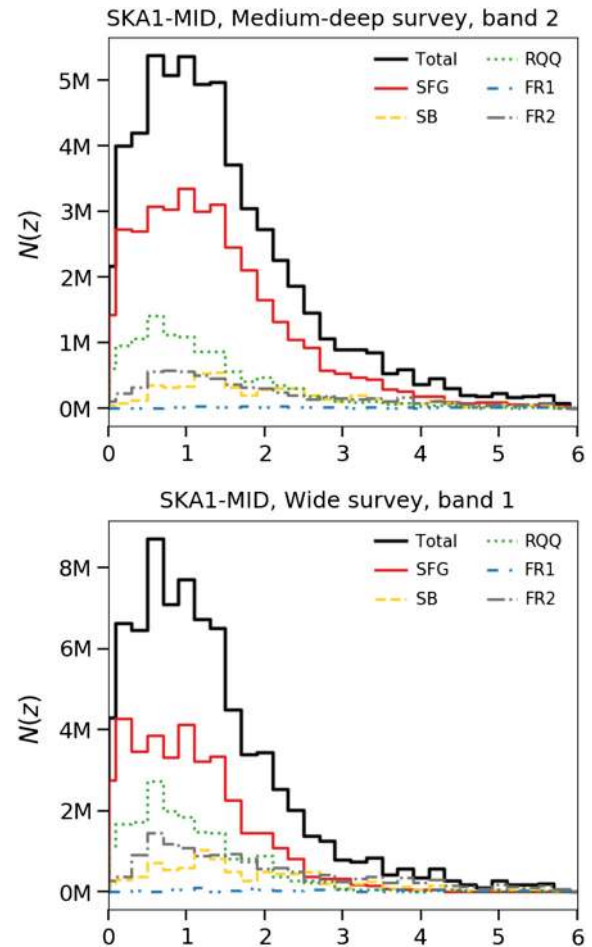 SKA1-MID, Medium-deep survey, band 2
Total RQQ
SFG FR1
SB FR2
5M
4M
3M
2M
1M
0M
N(z)
0 1 2 3 4 5 6
SKA1-MID, Wide survey, band 1
Total RQQ
SFG FR1
SB FR2
8M
6M
4M
2M
0M
N(z)
0 1 2 3 4 5 6